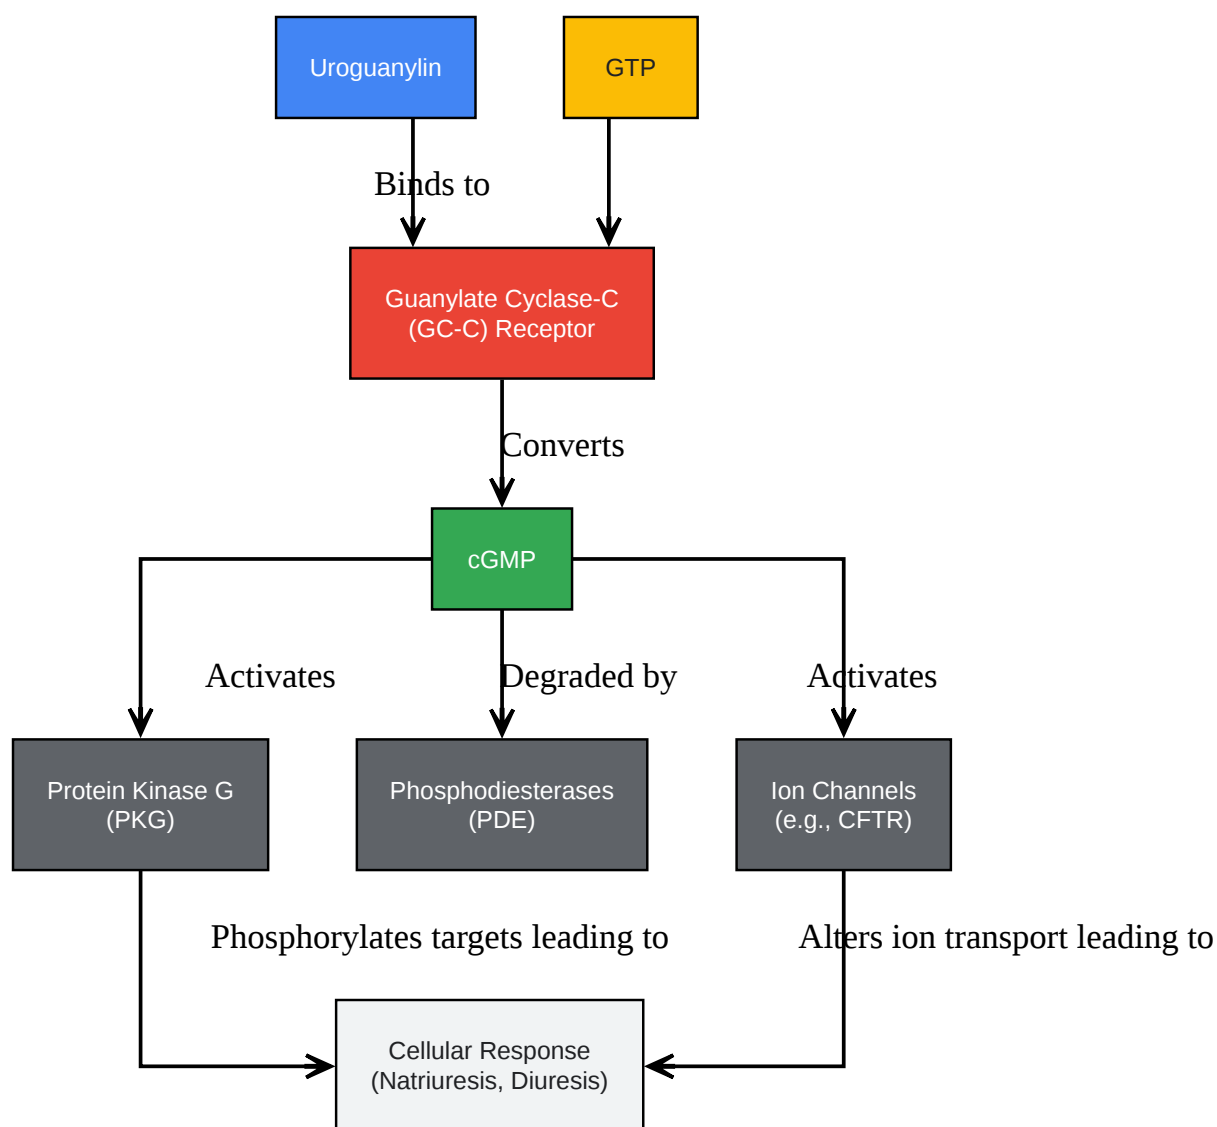 Uroguanylin
GTP
Binds to
Guanylate Cyclase-C
(GC-C) Receptor
Converts
cGMP
Activates
Degraded by
Activates
Protein Kinase G
(PKG)
Phosphodiesterases
(PDE)
Ion Channels
(e.g., CFTR)
Phosphorylates targets leading to
Alters ion transport leading to
Cellular Response
(Natriuresis, Diuresis)